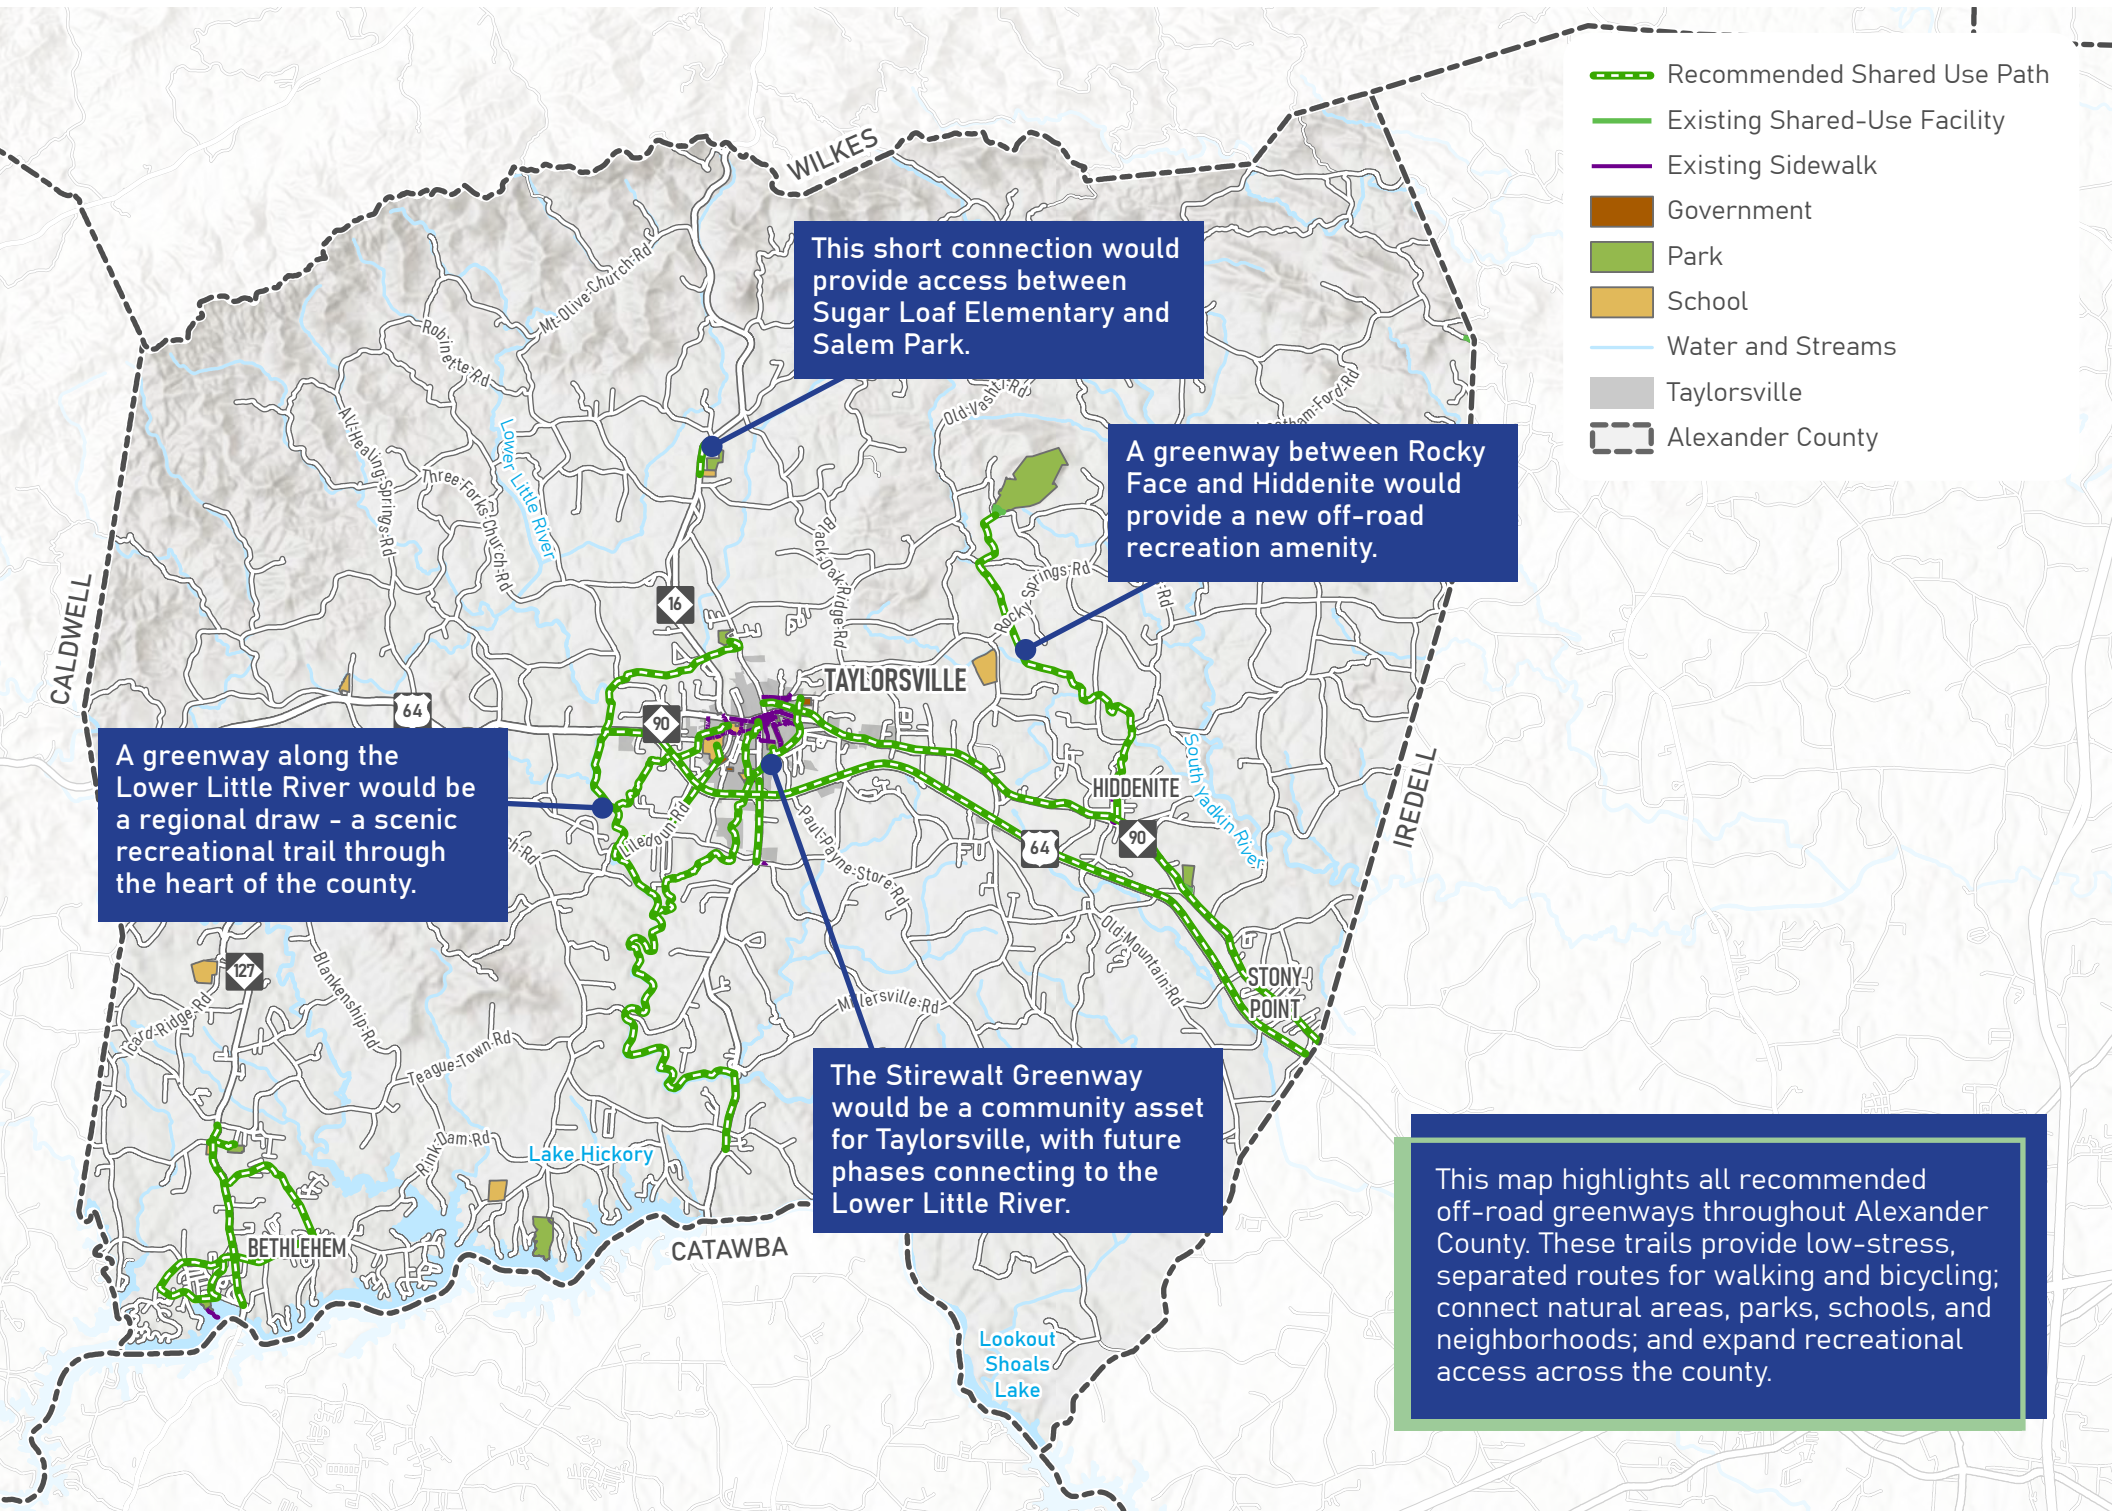 WILKES
Recommended Shared Use Path
Existing Shared-Use Facility
Existing Sidewalk
Government
Park
School
Water and Streams
Taylorsville
Alexander County
This short connection would
provide access between
Sugar Loaf Elementary and
Salem Park.
Mt Olive Church Rd
Robinette Rd
Old Vashti Rd
All Healing Springs Rd
Three Forks Church Rd
Lower Little River
A greenway between Rocky
Face and Hiddenite would
provide a new off-road
recreation amenity.
Black Oak Ridge Rd
Rocky Springs Rd
Rd
CALDWELL
16
TAYLORSVILLE
64
90
A greenway along the
Lower Little River would be
a regional draw - a scenic
recreational trail through
the heart of the county.
HIDDENITE
South Yadkin River
IREDELL
Liledoun Rd
Paul Payne Store Rd
64
90
Old Mountain Rd
STONY
POINT
127
Icard Ridge Rd
Blankenship Rd
Teague Town Rd
Millersville Rd
The Stirewalt Greenway
would be a community asset
for Taylorsville, with future
phases connecting to the
Lower Little River.
Rink Dam Rd
Lake Hickory
BETHLEHEM
CATAWBA
Lookout
Shoals
Lake
This map highlights all recommended
off-road greenways throughout Alexander
County. These trails provide low-stress,
separated routes for walking and bicycling;
connect natural areas, parks, schools, and
neighborhoods; and expand recreational
access across the county.